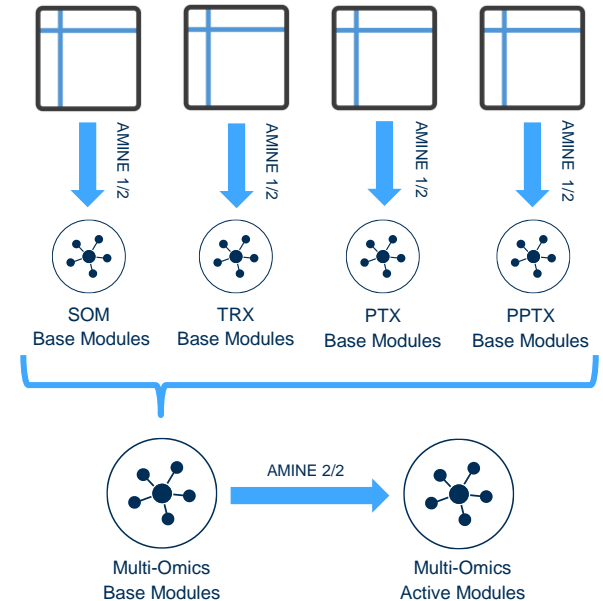 AMINE 1/2
AMINE 1/2
AMINE 1/2
AMINE 1/2
SOM
Base Modules
TRX
Base Modules
PTX
Base Modules
PPTX
Base Modules
AMINE 2/2
Multi-Omics
Base Modules
Multi-Omics
Active Modules